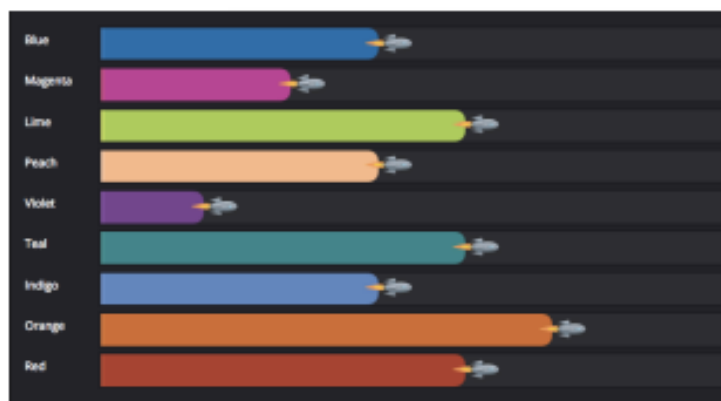 Blue
Magenta
Lime
Peach
Violet
Teal
Indigo
Orange
Red